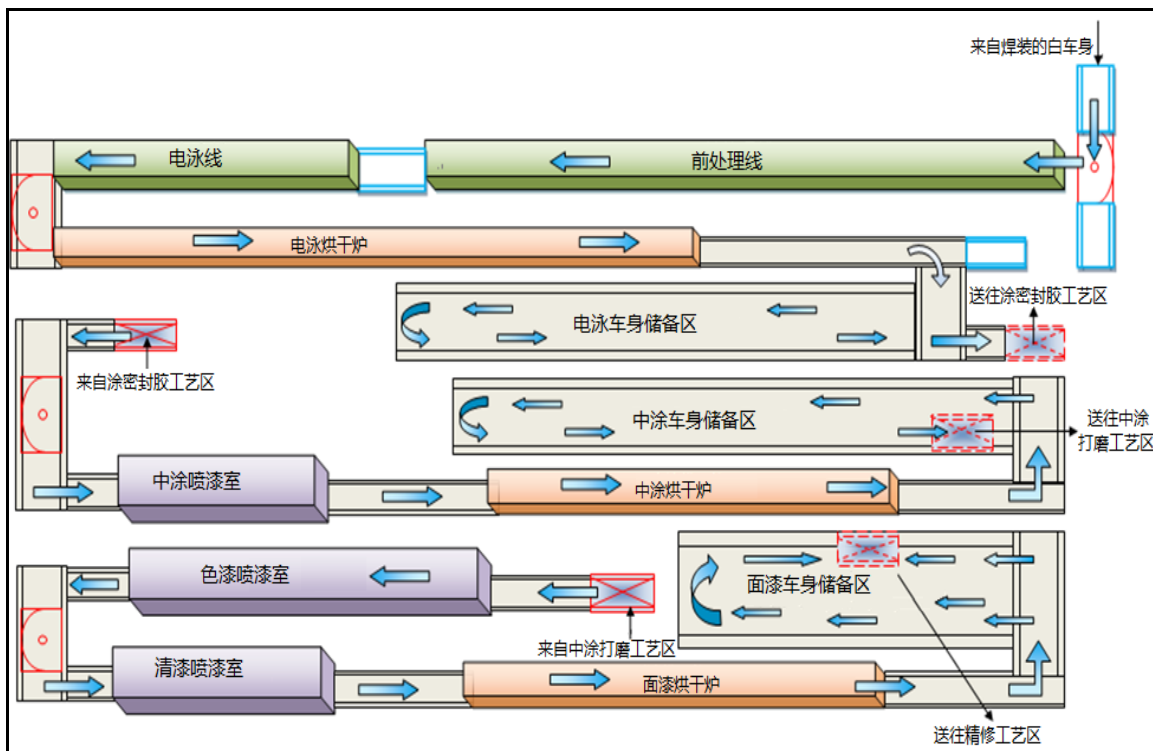 来自焊装的白车身
电泳线
前处理线
电泳烘干炉
送往涂密封胶工艺区
电泳车身储备区
来自涂密封胶工艺区
中涂车身储备区
送往中涂
打磨工艺区
中涂喷漆室
中涂烘干炉
色漆喷漆室
面漆车身储备区
来自中涂打磨工艺区
清漆喷漆室
面漆烘干炉
送往精修工艺区